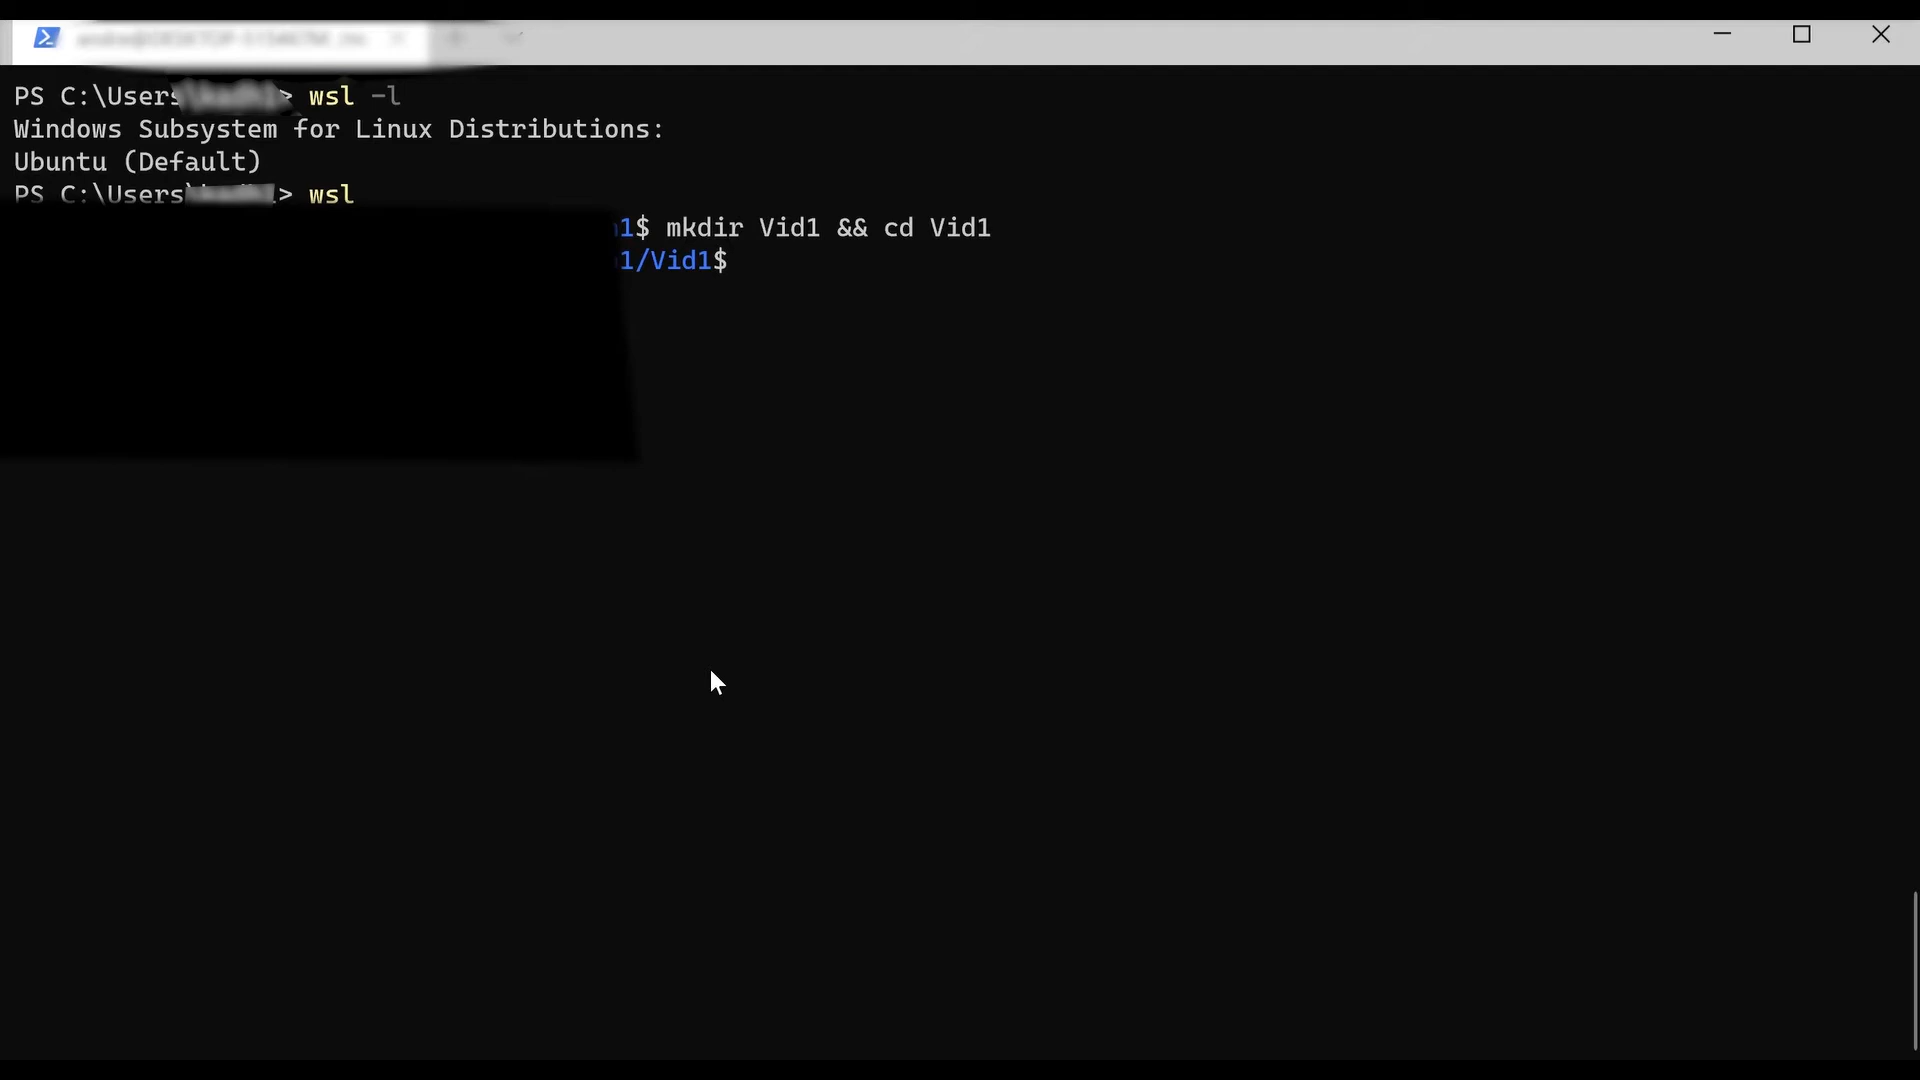 PS C:\Users > wsl -l
Windows Subsystem for Linux Distributions:
Ubuntu (Default)
PS C:\Users > wsl
1$ mkdir Vid1 && cd Vid1
1/Vid1$